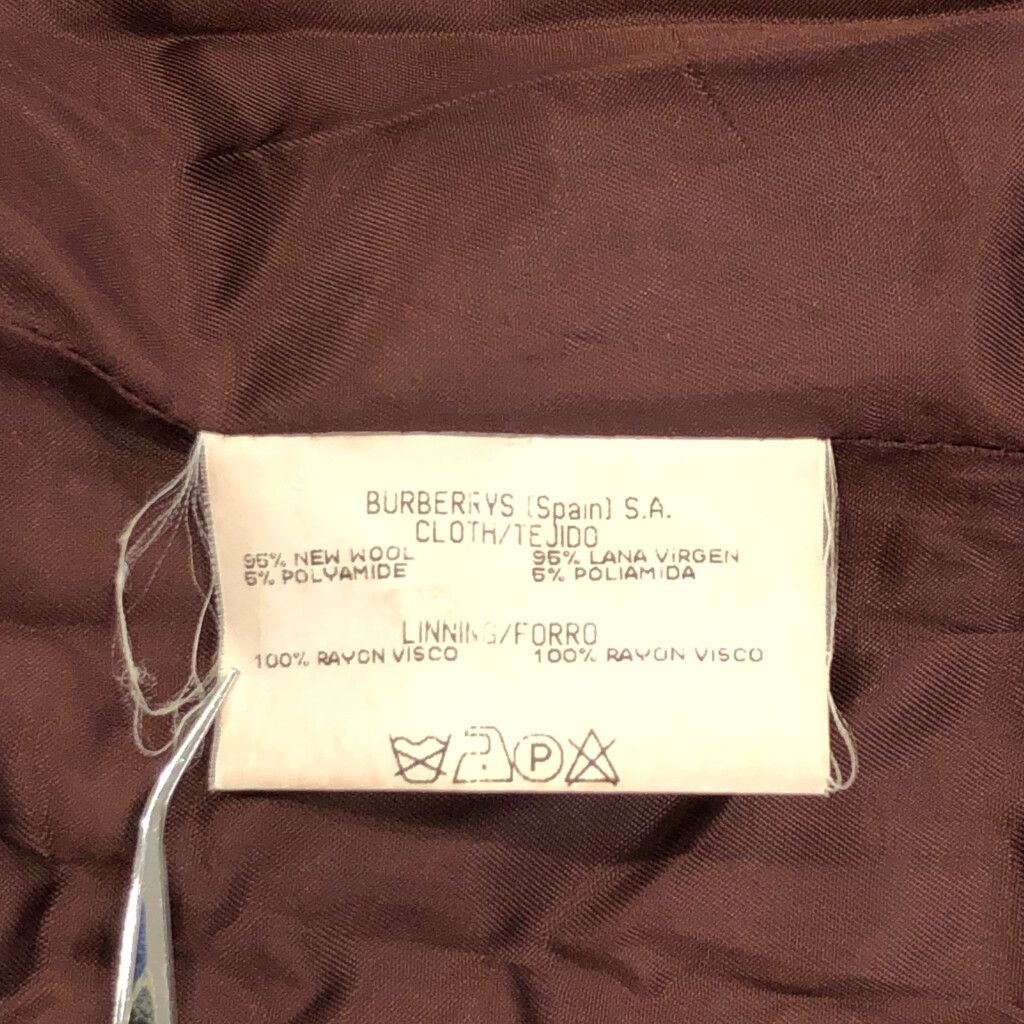 BURBERRYS (Spain) S.A.
CLOTH/TEJIDO
95% NEW WOOL 95% LANA VIRGEN
5% POLYAMIDE 5% POLIAMIDA
LINNING/FORRO
100% RAYON VISCO 100% RAYON VISCO
P